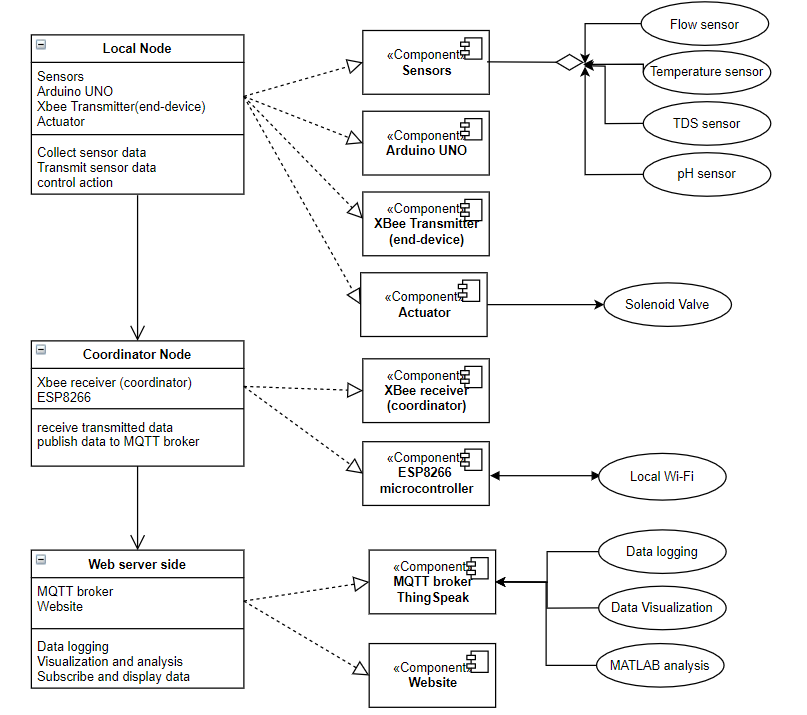 Local Node
Sensors
Arduino UNO
Xbee Transmitter(end-device)
Actuator
Collect sensor data
Transmit sensor data
control action
«Component»
Sensors
Flow sensor
Temperature sensor
TDS sensor
pH sensor
«Component»
Arduino UNO
«Component»
XBee Transmitter
(end-device)
«Component»
Actuator
Solenoid Valve
Coordinator Node
Xbee receiver (coordinator)
ESP8266
receive transmitted data
publish data to MQTT broker
«Component»
XBee receiver
(coordinator)
«Component»
ESP8266
microcontroller
Local Wi-Fi
Web server side
MQTT broker
Website
Data logging
Visualization and analysis
Subscribe and display data
«Component»
MQTT broker
ThingSpeak
Data logging
Data Visualization
MATLAB analysis
«Component»
Website